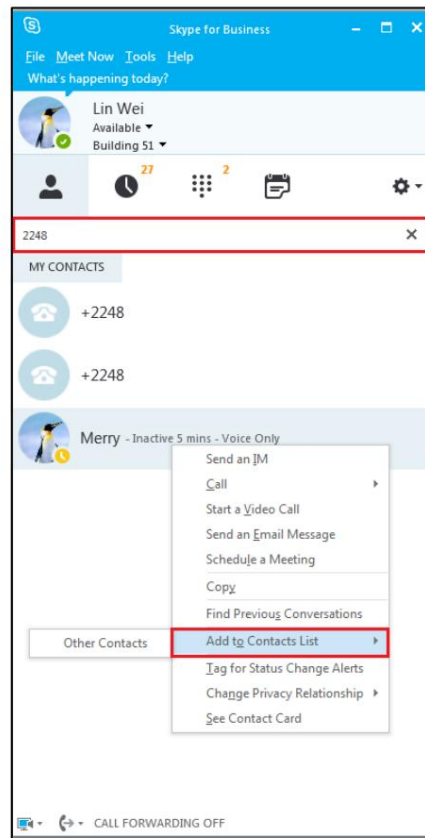 Skype for Business
File Meet Now Tools Help
What's happening today?
Lin Wei
Available
Building 51
27
2
2248
MY CONTACTS
+2248
+2248
Merry - Inactive 5 mins - Voice Only
Send an IM
Call
Start a Video Call
Send an Email Message
Schedule a Meeting
Copy
Find Previous Conversations
Other Contacts Add to Contacts List
Tag for Status Change Alerts
Change Privacy Relationship
See Contact Card
CALL FORWARDING OFF